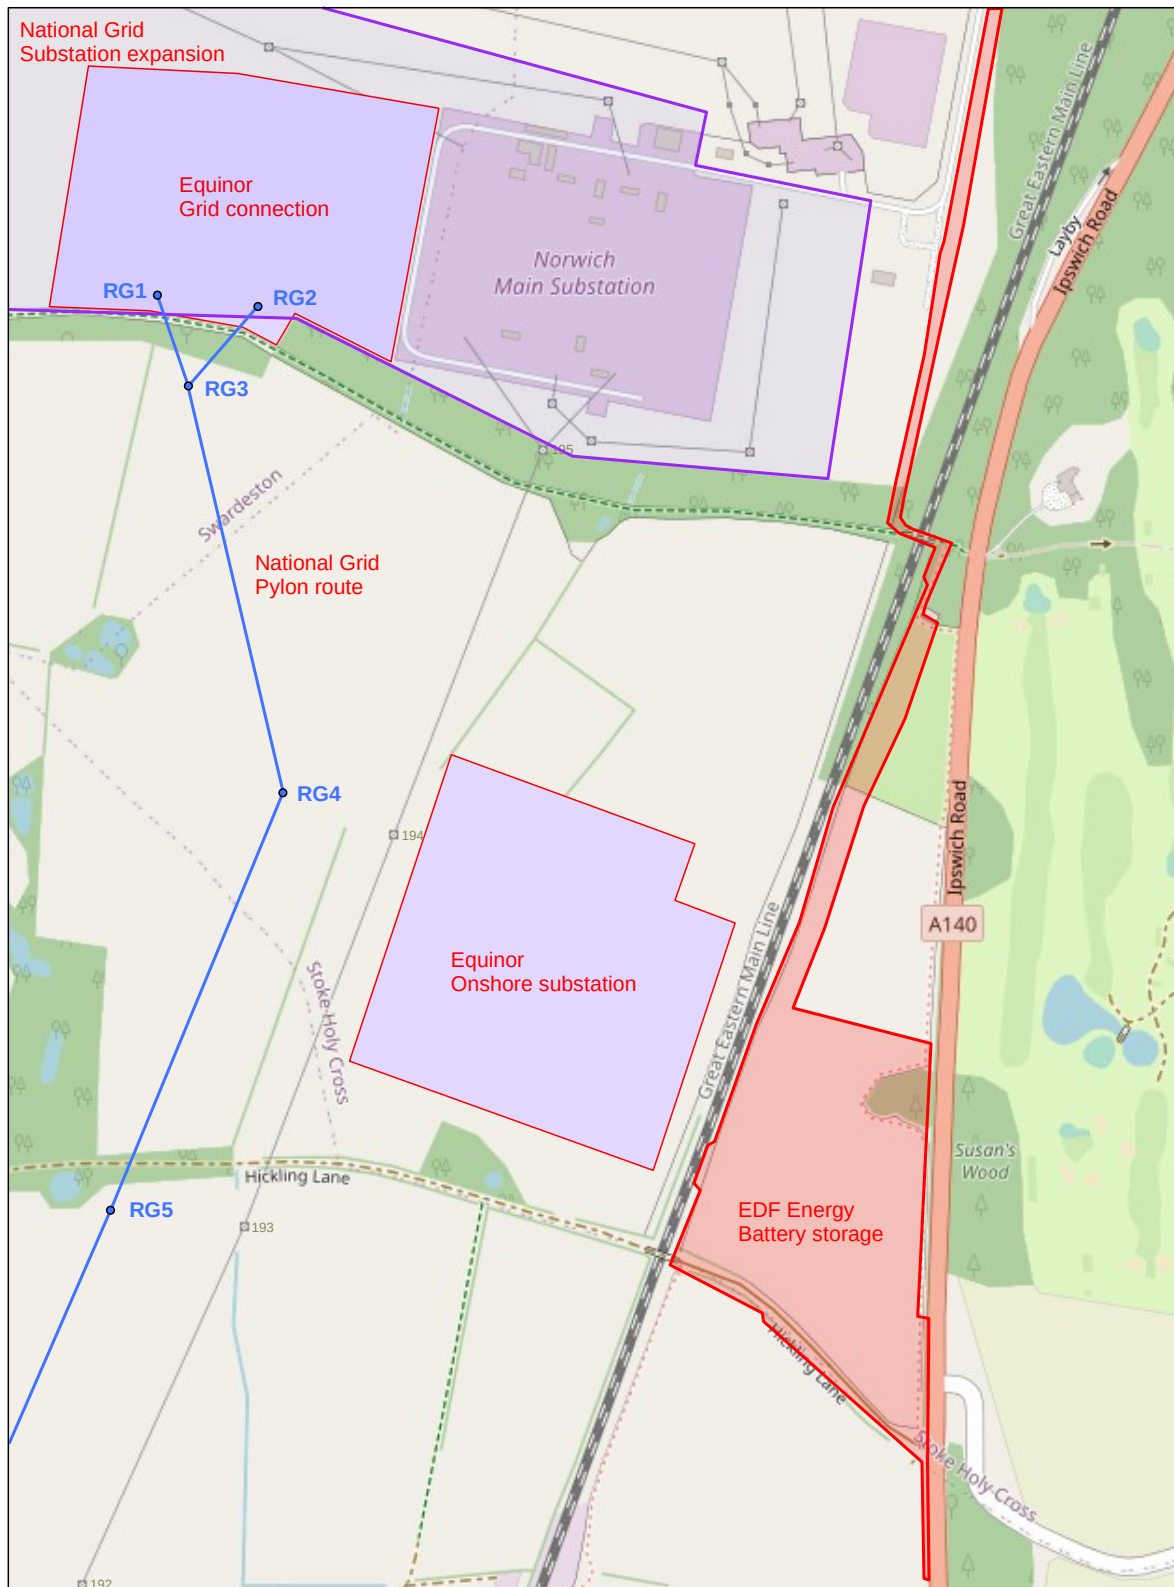 National Grid
Substation expansion
Great Eastern Main Line
Layby
Ipswich Road
Equinor
Grid connection
Norwich
Main Substation
RG1
RG2
RG3
195
Swardeston
National Grid
Pylon route
RG4
194
Ipswich Road
A140
Equinor
Onshore substation
Great Eastern Main Line
Stoke Holy Cross
Susan's
Wood
Hickling Lane
RG5
193
EDF Energy
Battery storage
Hickling Lane
Stoke Holy Cross
192